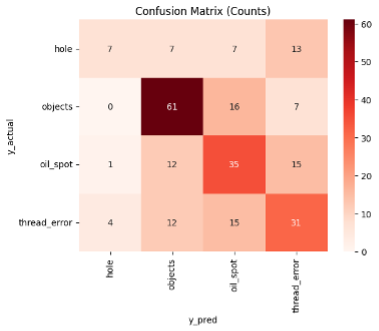 Confusion Matrix (Counts)
hole 7 7 7 13
objects 0 61 16 7
oil_spot 1 12 35 15
thread_error 4 12 15 31
hole objects oil_spot thread_error
y_actual
y_pred
60
50
40
30
20
10
0